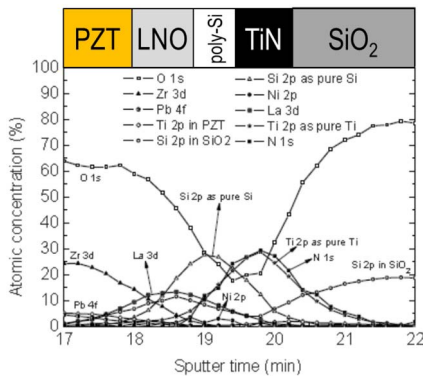 PZT LNO poly-Si TiN SiO₂
100
90
80
70
60
50
40
30
20
10
0
Atomic concentration (%)
O 1s
Zr 3d
Pb 4f
Ti 2p in PZT
Si 2p in SiO2
Si 2p as pure Si
Ni 2p
La 3d
Ti 2p as pure Ti
N 1s
O 1s
Si 2p as pure Si
Zr 3d
La 3d
Ti 2p as pure Ti
N 1s
Ni 2p
Si 2p in SiO₂
Pb 4f
17 18 19 20 21 22
Sputter time (min)